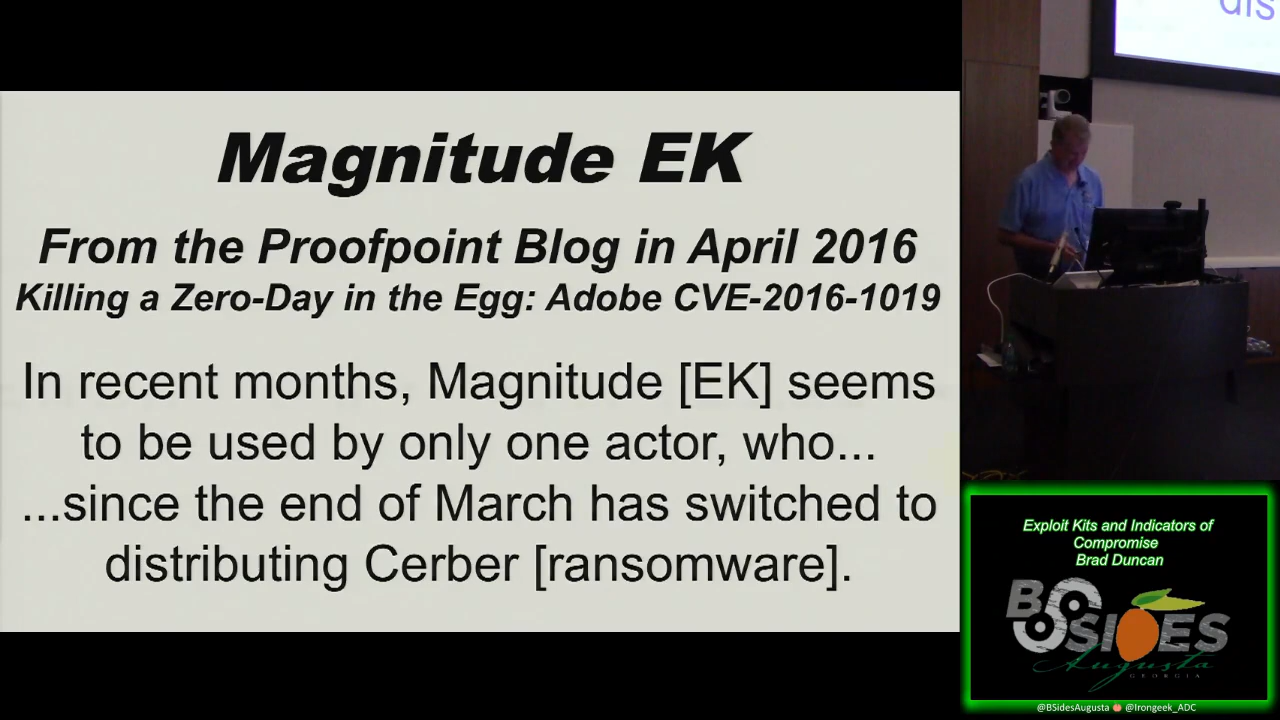 Magnitude EK
From the Proofpoint Blog in April 2016
Killing a Zero-Day in the Egg: Adobe CVE-2016-1019
In recent months, Magnitude [EK] seems
to be used by only one actor, who...
...since the end of March has switched to
distributing Cerber [ransomware].
dis
Exploit Kits and Indicators of
Compromise
Brad Duncan
BSIDES
Augusta
GEORGIA
@BSidesAugusta @Irongeek_ADC